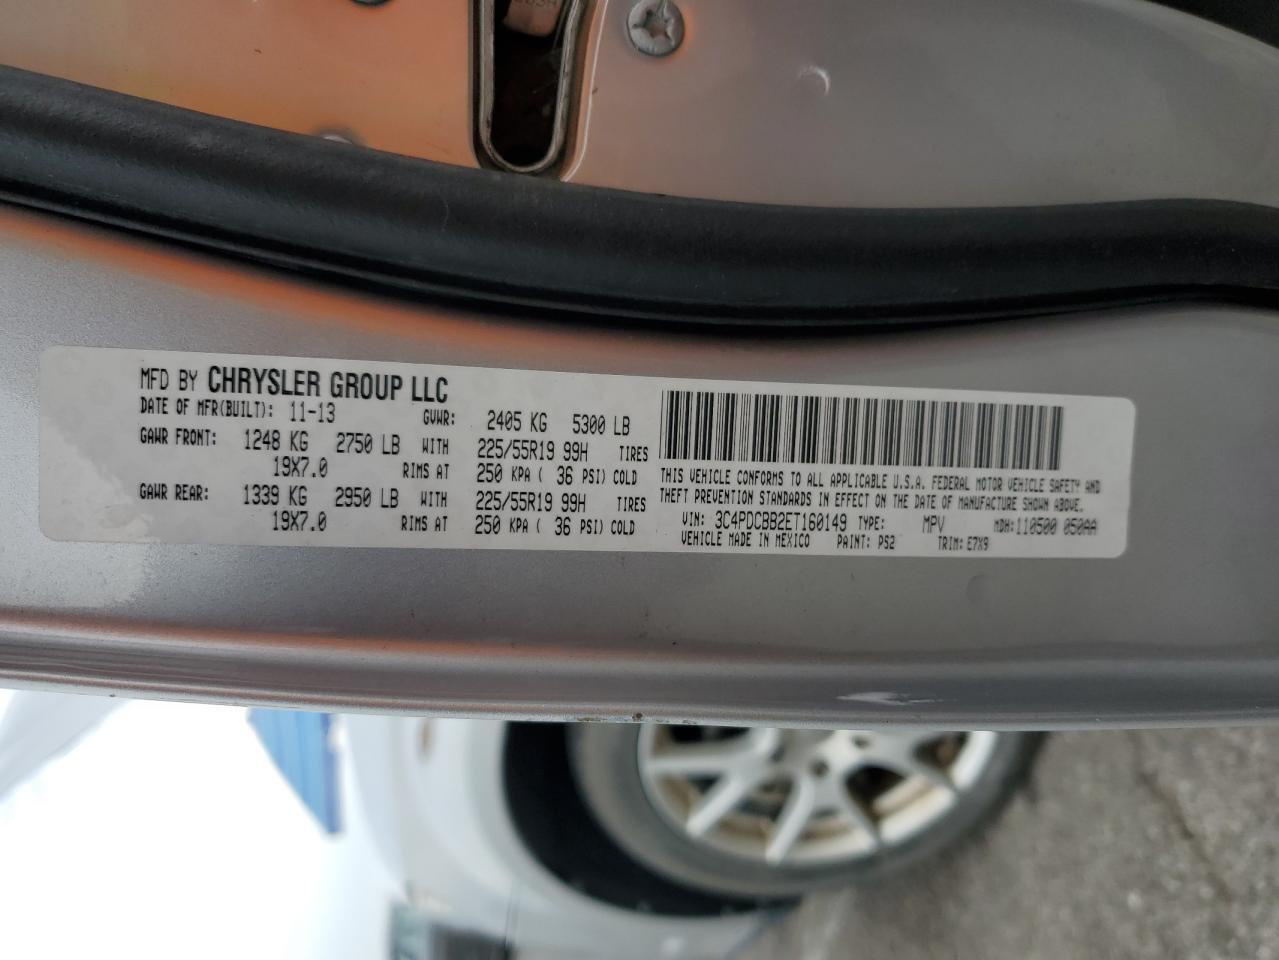 MFD BY CHRYSLER GROUP LLC
DATE OF MFR(BUILT): 11-13 GVWR: 2405 KG 5300 LB
GAWR FRONT: 1248 KG 2750 LB WITH 225/55R19 99H TIRES
19X7.0 RIMS AT 250 KPA ( 36 PSI) COLD
GAWR REAR: 1339 KG 2950 LB WITH 225/55R19 99H TIRES
19X7.0 RIMS AT 250 KPA ( 36 PSI) COLD
THIS VEHICLE CONFORMS TO ALL APPLICABLE U.S.A. FEDERAL MOTOR VEHICLE SAFETY AND
THEFT PREVENTION STANDARDS IN EFFECT ON THE DATE OF MANUFACTURE SHOWN ABOVE.
VIN: 3C4PDCBB2ET160149 TYPE: MPV MDH:110500 050AA
VEHICLE MADE IN MEXICO PAINT: PS2 TRIM: E7X9